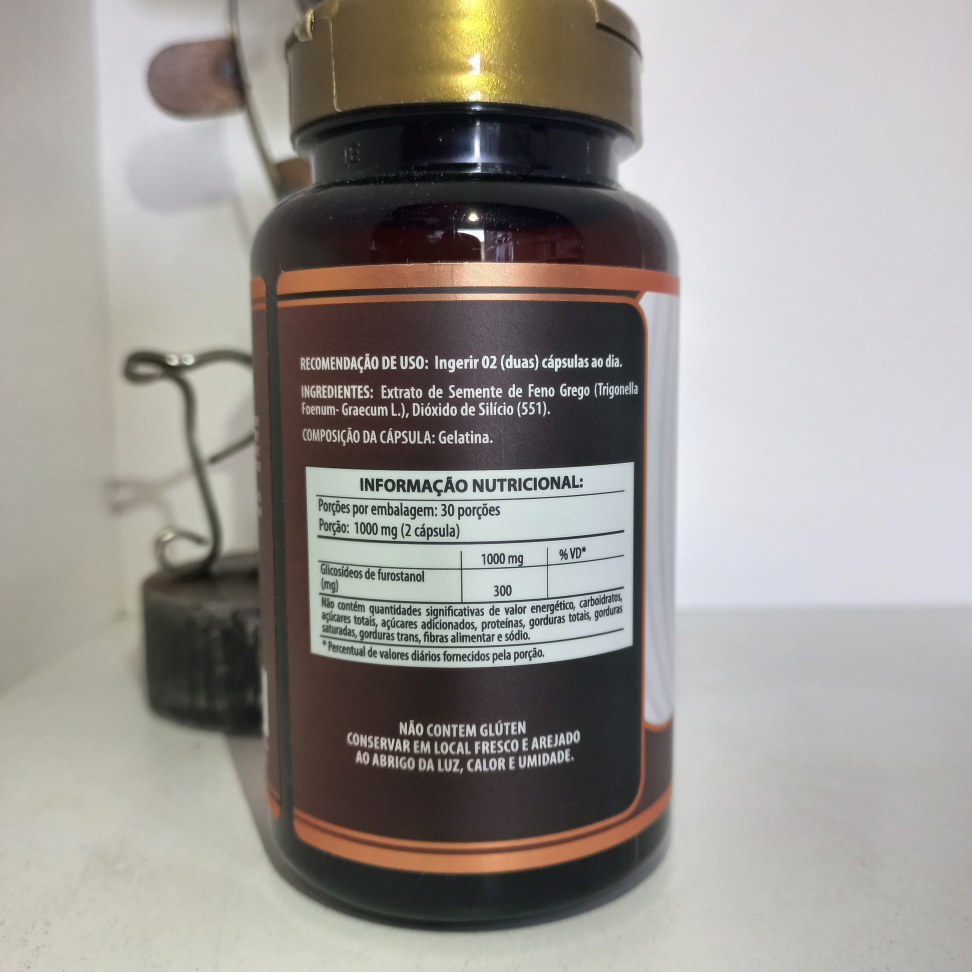 RECOMENDAÇÃO DE USO: Ingerir 02 (duas) cápsulas ao dia.
INGREDIENTES: Extrato de Semente de Feno Grego (Trigonella
Foenum- Graecum L.), Dióxido de Silício (551).
COMPOSIÇÃO DA CÁPSULA: Gelatina.
INFORMAÇÃO NUTRICIONAL:
Porções por embalagem: 30 porções
Porção: 1000 mg (2 cápsula)
1000 mg % VD*
Glicosídeos de furostanol
(mg) 300
Não contém quantidades significativas de valor energético, carboidratos,
açúcares totais, açúcares adicionados, proteínas, gorduras totais, gorduras
saturadas, gorduras trans, fibras alimentar e sódio.
* Percentual de valores diários fornecidos pela porção.
NÃO CONTEM GLÚTEN
CONSERVAR EM LOCAL FRESCO E AREJADO
AO ABRIGO DA LUZ, CALOR E UMIDADE.